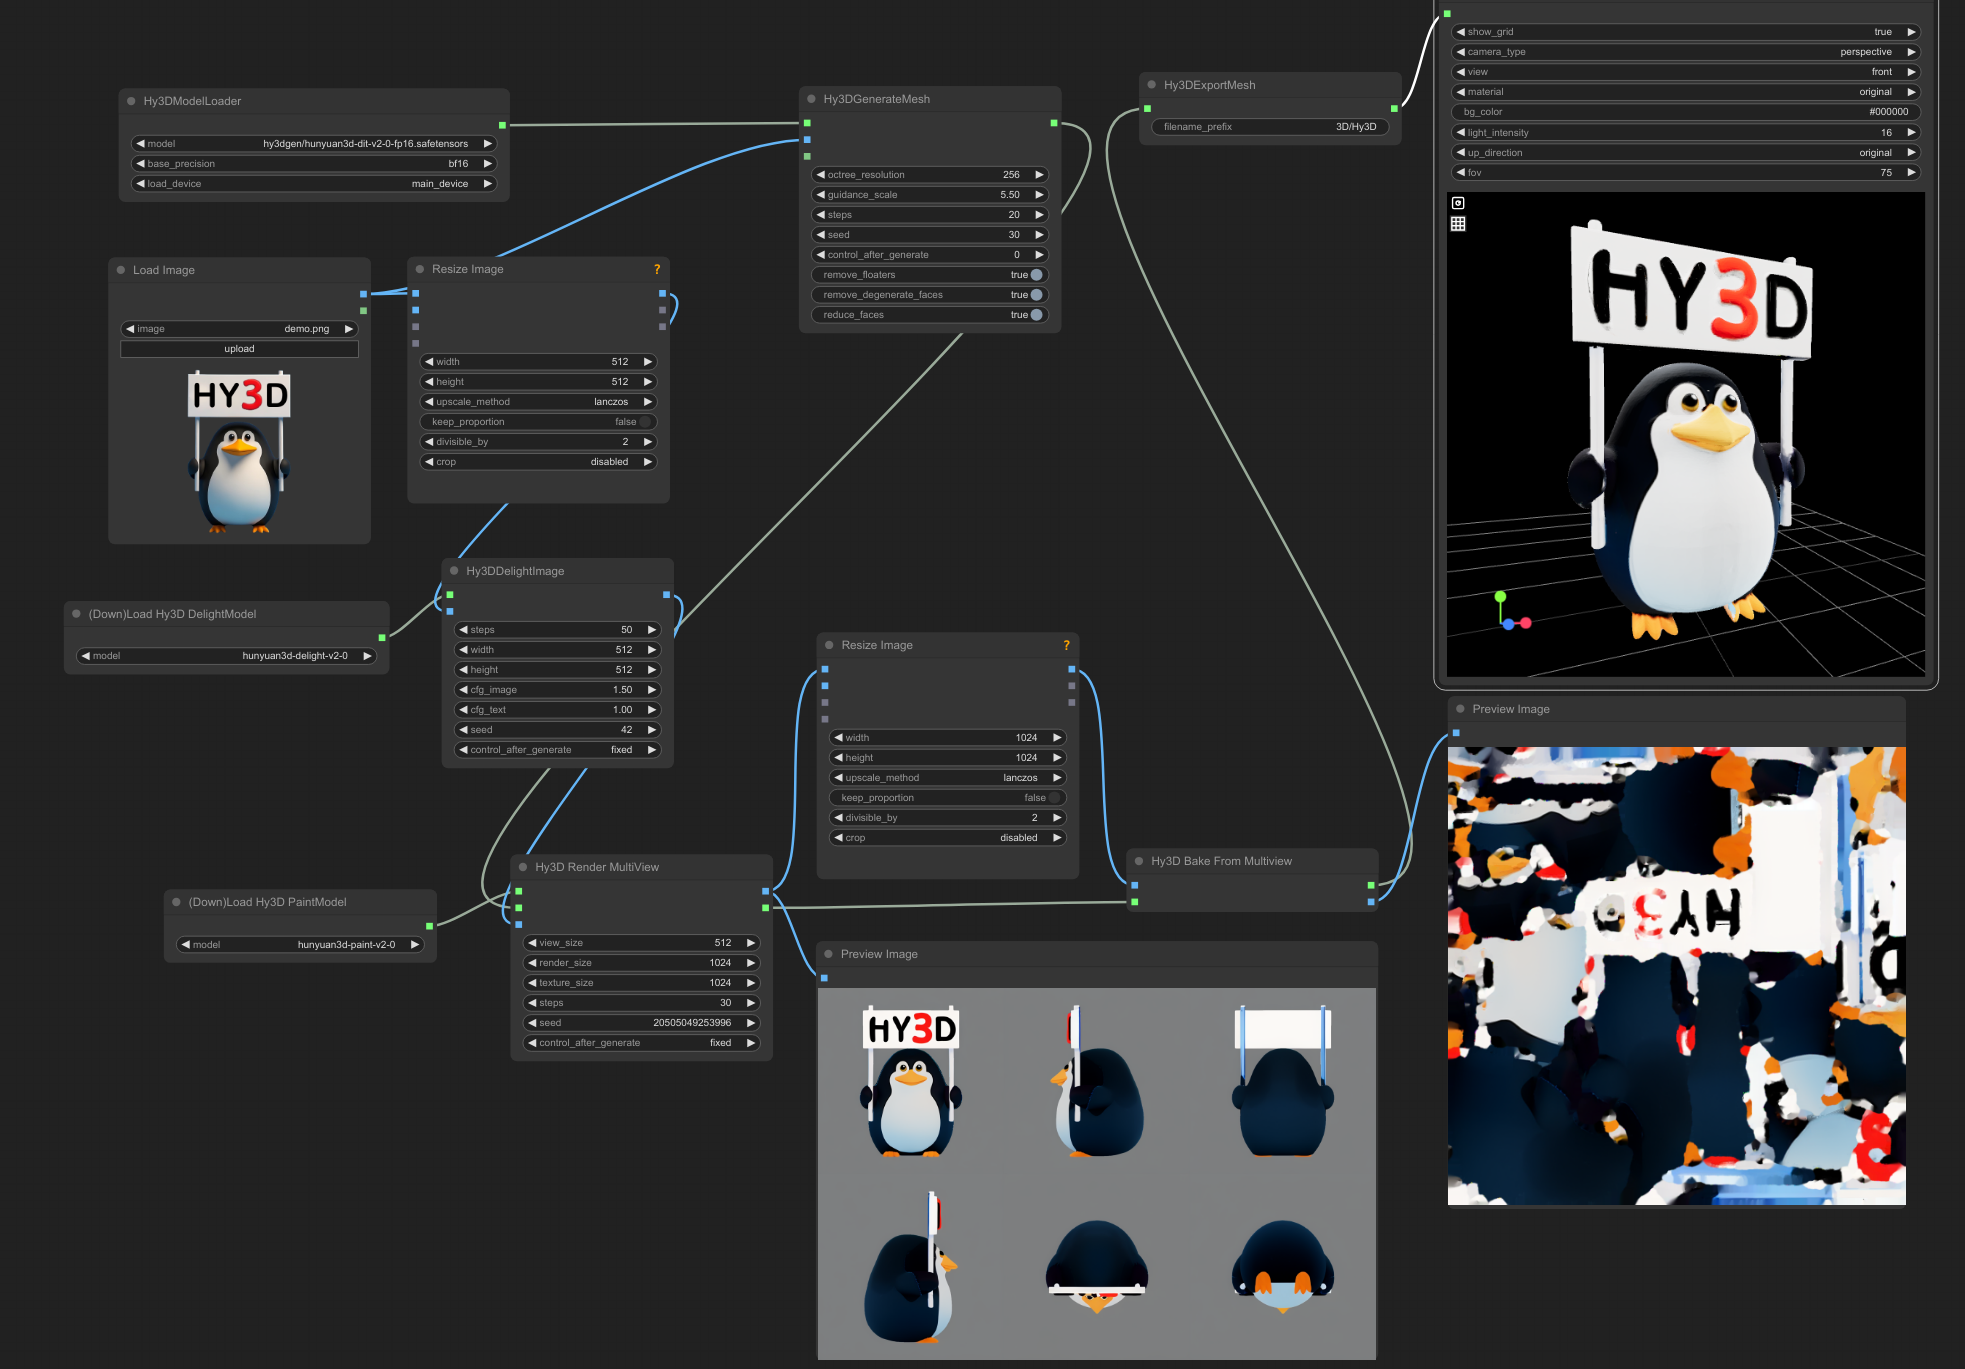 Hy3DModelLoader
model hy3dgen/hunyuan3d-dit-v2-0-fp16.safetensors
base_precision bf16
load_device main_device
Load Image
image demo.png
upload
HY3D
Resize Image ?
width 512
height 512
upscale_method lanczos
keep_proportion false
divisible_by 2
crop disabled
Hy3DGenerateMesh
octree_resolution 256
guidance_scale 5.50
steps 20
seed 30
control_after_generate 0
remove_floaters true
remove_degenerate_faces true
reduce_faces true
Hy3DExportMesh
filename_prefix 3D/Hy3D
show_grid true
camera_type perspective
view front
material original
bg_color #000000
light_intensity 16
up_direction original
fov 75
HY3D
(Down)Load Hy3D DelightModel
model hunyuan3d-delight-v2-0
Hy3DDelightImage
steps 50
width 512
height 512
cfg_image 1.50
cfg_text 1.00
seed 42
control_after_generate fixed
(Down)Load Hy3D PaintModel
model hunyuan3d-paint-v2-0
Hy3D Render MultiView
view_size 512
render_size 1024
texture_size 1024
steps 30
seed 20505049253996
control_after_generate fixed
Resize Image ?
width 1024
height 1024
upscale_method lanczos
keep_proportion false
divisible_by 2
crop disabled
Hy3D Bake From Multiview
Preview Image
HY3D
Preview Image
HY3D